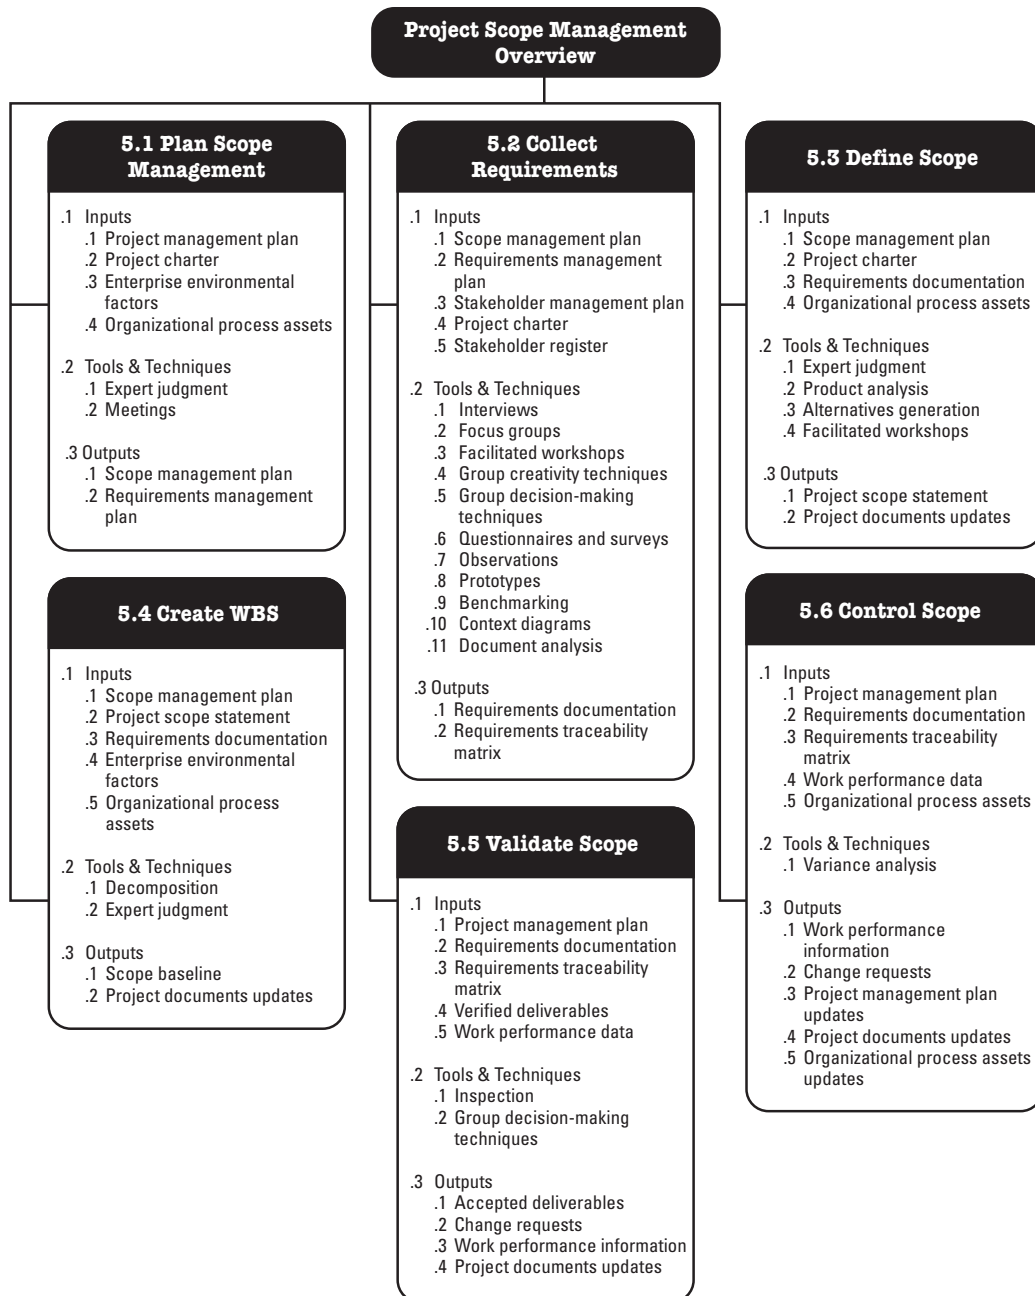 Project Scope Management
Overview
5.1 Plan Scope
Management
.1 Inputs
.1 Project management plan
.2 Project charter
.3 Enterprise environmental
factors
.4 Organizational process assets
.2 Tools & Techniques
.1 Expert judgment
.2 Meetings
.3 Outputs
.1 Scope management plan
.2 Requirements management
plan
5.2 Collect
Requirements
.1 Inputs
.1 Scope management plan
.2 Requirements management
plan
.3 Stakeholder management plan
.4 Project charter
.5 Stakeholder register
.2 Tools & Techniques
.1 Interviews
.2 Focus groups
.3 Facilitated workshops
.4 Group creativity techniques
.5 Group decision-making
techniques
.6 Questionnaires and surveys
.7 Observations
.8 Prototypes
.9 Benchmarking
.10 Context diagrams
.11 Document analysis
.3 Outputs
.1 Requirements documentation
.2 Requirements traceability
matrix
5.3 Define Scope
.1 Inputs
.1 Scope management plan
.2 Project charter
.3 Requirements documentation
.4 Organizational process assets
.2 Tools & Techniques
.1 Expert judgment
.2 Product analysis
.3 Alternatives generation
.4 Facilitated workshops
.3 Outputs
.1 Project scope statement
.2 Project documents updates
5.4 Create WBS
.1 Inputs
.1 Scope management plan
.2 Project scope statement
.3 Requirements documentation
.4 Enterprise environmental
factors
.5 Organizational process
assets
.2 Tools & Techniques
.1 Decomposition
.2 Expert judgment
.3 Outputs
.1 Scope baseline
.2 Project documents updates
5.5 Validate Scope
.1 Inputs
.1 Project management plan
.2 Requirements documentation
.3 Requirements traceability
matrix
.4 Verified deliverables
.5 Work performance data
.2 Tools & Techniques
.1 Inspection
.2 Group decision-making
techniques
.3 Outputs
.1 Accepted deliverables
.2 Change requests
.3 Work performance information
.4 Project documents updates
5.6 Control Scope
.1 Inputs
.1 Project management plan
.2 Requirements documentation
.3 Requirements traceability
matrix
.4 Work performance data
.5 Organizational process assets
.2 Tools & Techniques
.1 Variance analysis
.3 Outputs
.1 Work performance
information
.2 Change requests
.3 Project management plan
updates
.4 Project documents updates
.5 Organizational process assets
updates